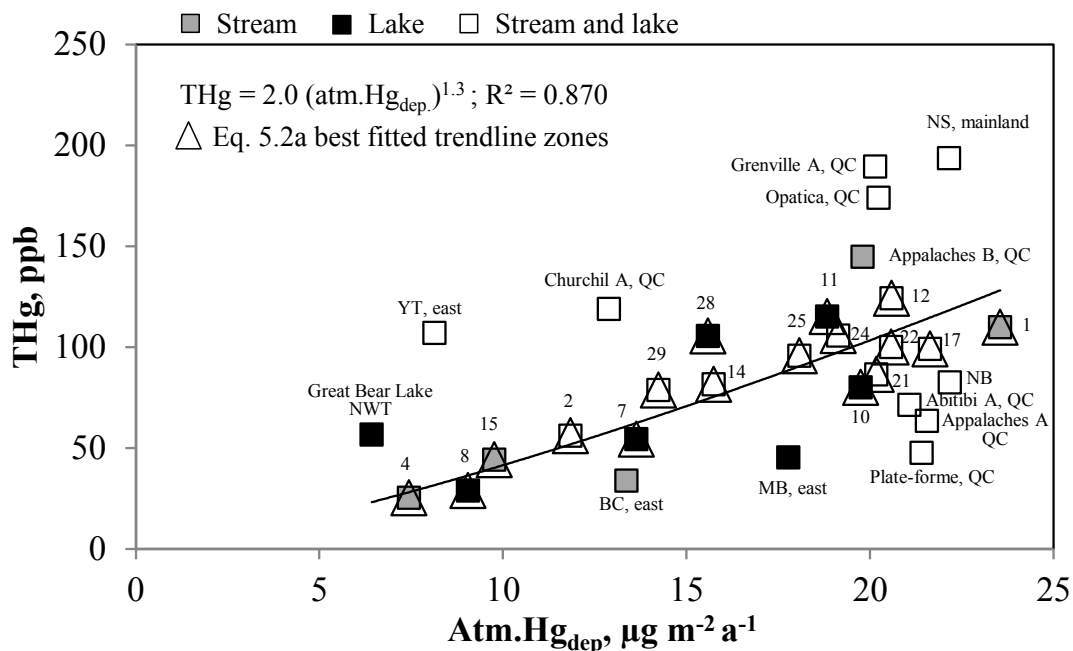 Stream Lake Stream and lake
250
200
150
100
50
0
THg, ppb
THg = 2.0 (atm.Hgdep.)1.3 ; R² = 0.870
Eq. 5.2a best fitted trendline zones
NS, mainland
Grenville A, QC
Opatica, QC
Appalaches B, QC
Churchil A, QC
YT, east
Great Bear Lake
NWT
11
12
28
25
24
22
17
1
29
14
21
NB
Abitibi A, QC
10
2
7
15
Appalaches A
QC
8
4
Plate-forme, QC
MB, east
BC, east
0 5 10 15 20 25
Atm.Hgdep, µg m-2 a-1